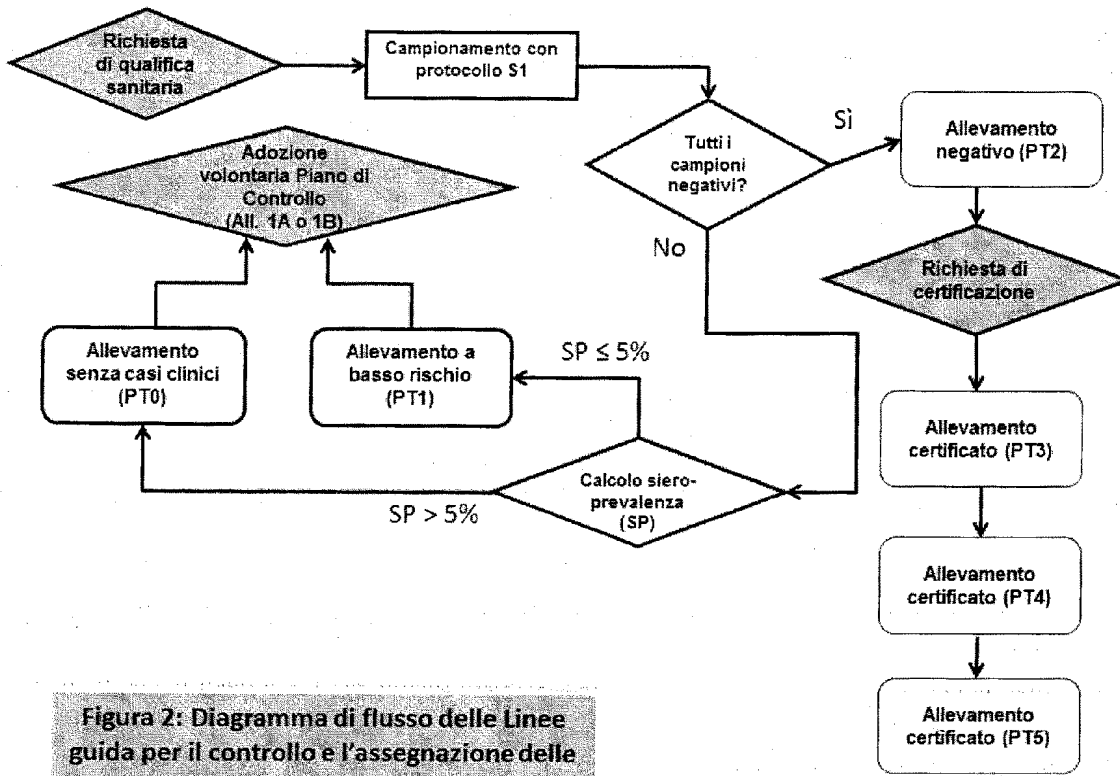 Richiesta
di qualifica
sanitaria
Campionamento con
protocollo S1
Tutti i
campioni
negativi?
Sì
Allevamento
negativo (PT2)
Adozione
volontaria Piano di
Controllo
(All. 1A o 1B)
No
Richiesta di
certificazione
Allevamento
senza casi clinici
(PT0)
Allevamento a
basso rischio
(PT1)
SP ≤ 5%
Allevamento
certificato (PT3)
Calcolo siero-
prevalenza
(SP)
SP > 5%
Allevamento
certificato (PT4)
Allevamento
certificato (PT5)
Figura 2: Diagramma di flusso delle Linee
guida per il controllo e l'assegnazione delle